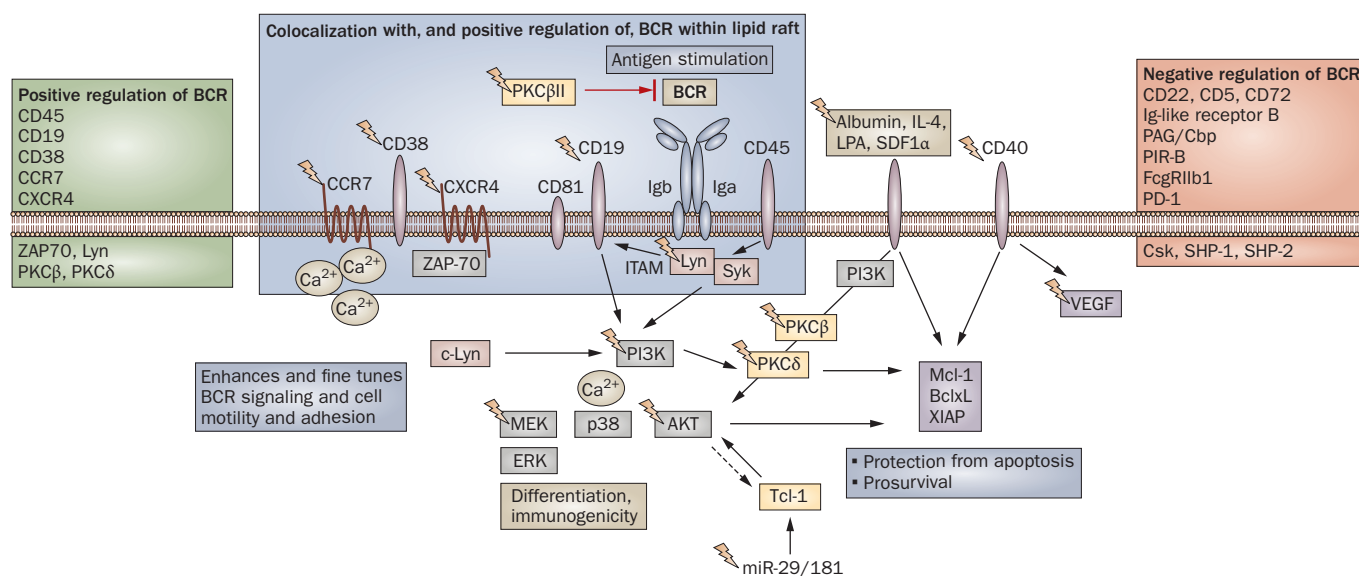 Colocalization with, and positive regulation of, BCR within lipid raft
Antigen stimulation
PKCβII
BCR
Positive regulation of BCR
CD45
CD19
CD38
CCR7
CXCR4
ZAP70, Lyn
PKCβ, PKCδ
CD38
CCR7
CXCR4
ZAP-70
Ca2+
Ca2+
Ca2+
CD81
CD19
Igb
Iga
CD45
ITAM
Lyn
Syk
Albumin, IL-4,
LPA, SDF1α
CD40
Negative regulation of BCR
CD22, CD5, CD72
Ig-like receptor B
PAG/Cbp
PIR-B
FcgRIIb1
PD-1
Csk, SHP-1, SHP-2
PI3K
VEGF
PKCβ
PKCδ
c-Lyn
PI3K
Enhances and fine tunes
BCR signaling and cell
motility and adhesion
Ca2+
MEK
p38
AKT
ERK
Differentiation,
immunogenicity
Mcl-1
BclxL
XIAP
▪ Protection from apoptosis
▪ Prosurvival
Tcl-1
miR-29/181